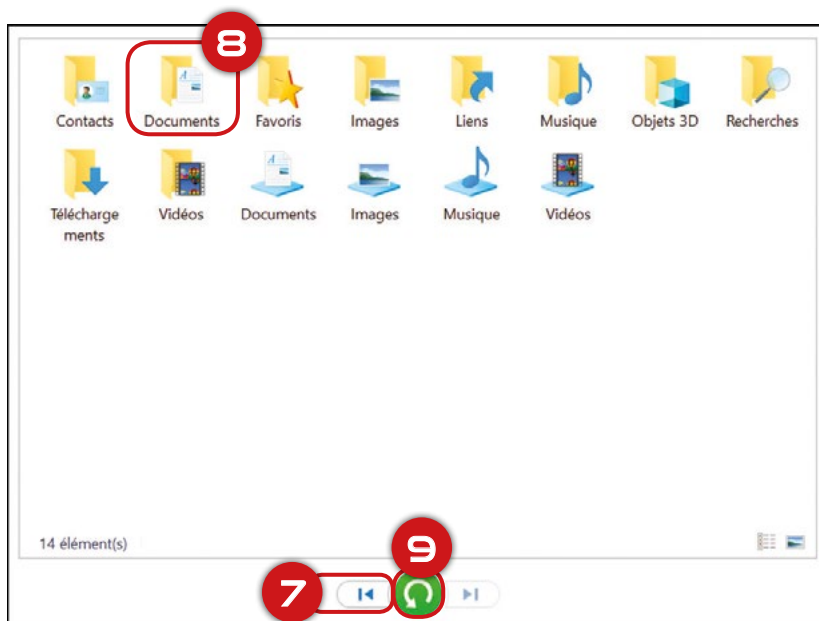 8
Contacts Documents Favoris Images Liens Musique Objets 3D Recherches
Télécharge
ments
Vidéos Documents Images Musique Vidéos
14 élément(s)
9
7